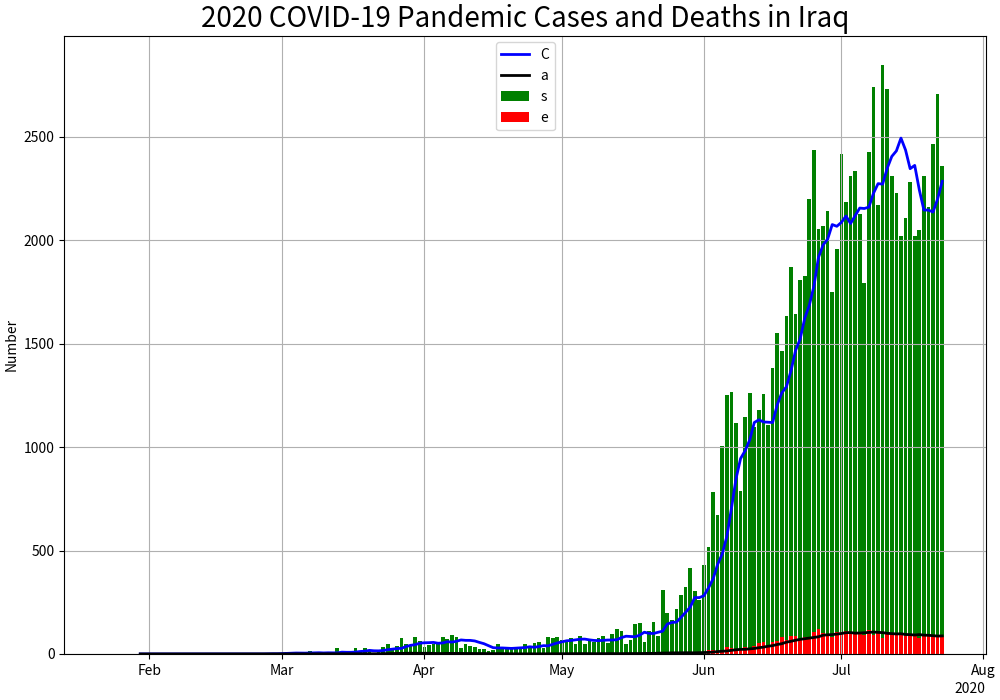 2020 COVID-19 Pandemic Cases and Deaths in Iraq
C
a
s
e
Number
2500
2000
1500
1000
500
0
Feb
Mar
Apr
May
Jun
Jul
Aug
2020